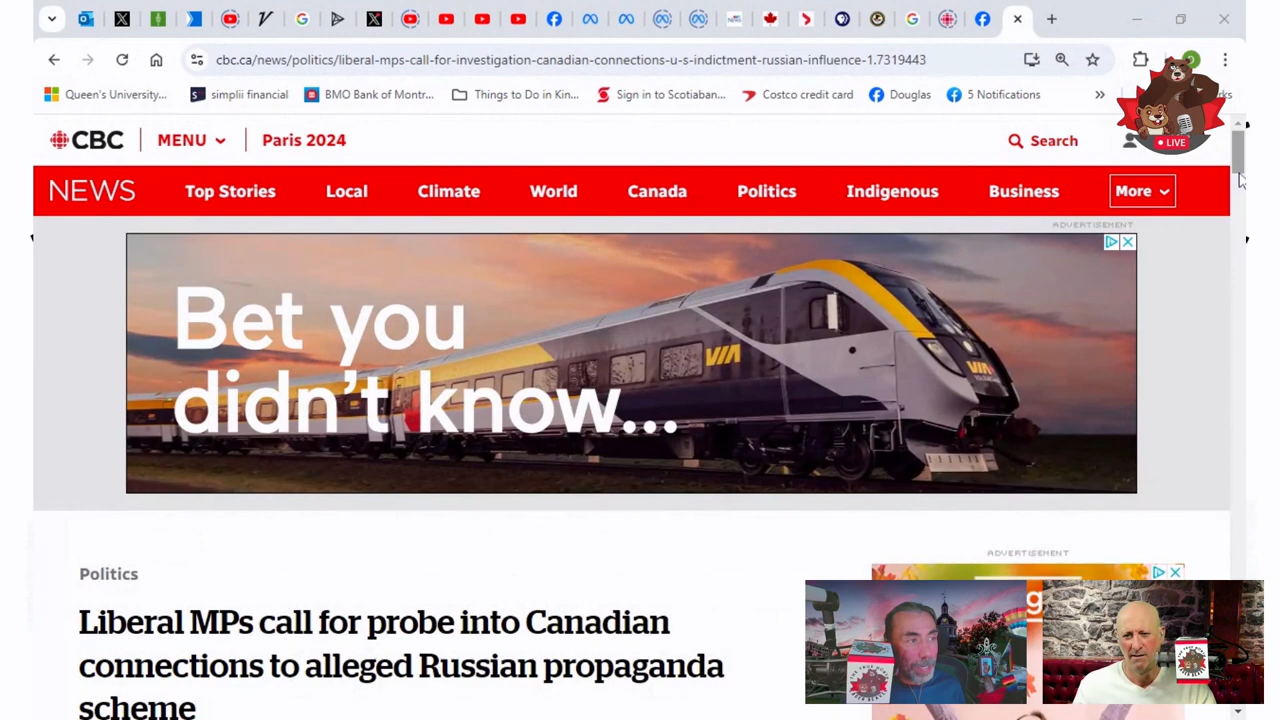 cbc.ca/news/politics/liberal-mps-call-for-investigation-canadian-connections-u-s-indictment-russian-influence-1.7319443
Queen's University... simplii financial BMO Bank of Montr... Things to Do in Kin... Sign in to Scotiaban... Costco credit card Douglas 5 Notifications »
LIVE
CBC MENU Paris 2024 Search
NEWS Top Stories Local Climate World Canada Politics Indigenous Business More
ADVERTISEMENT
Bet you
didn't know...
VIA
VIA
Politics
ADVERTISEMENT
Liberal MPs call for probe into Canadian
connections to alleged Russian propaganda
scheme